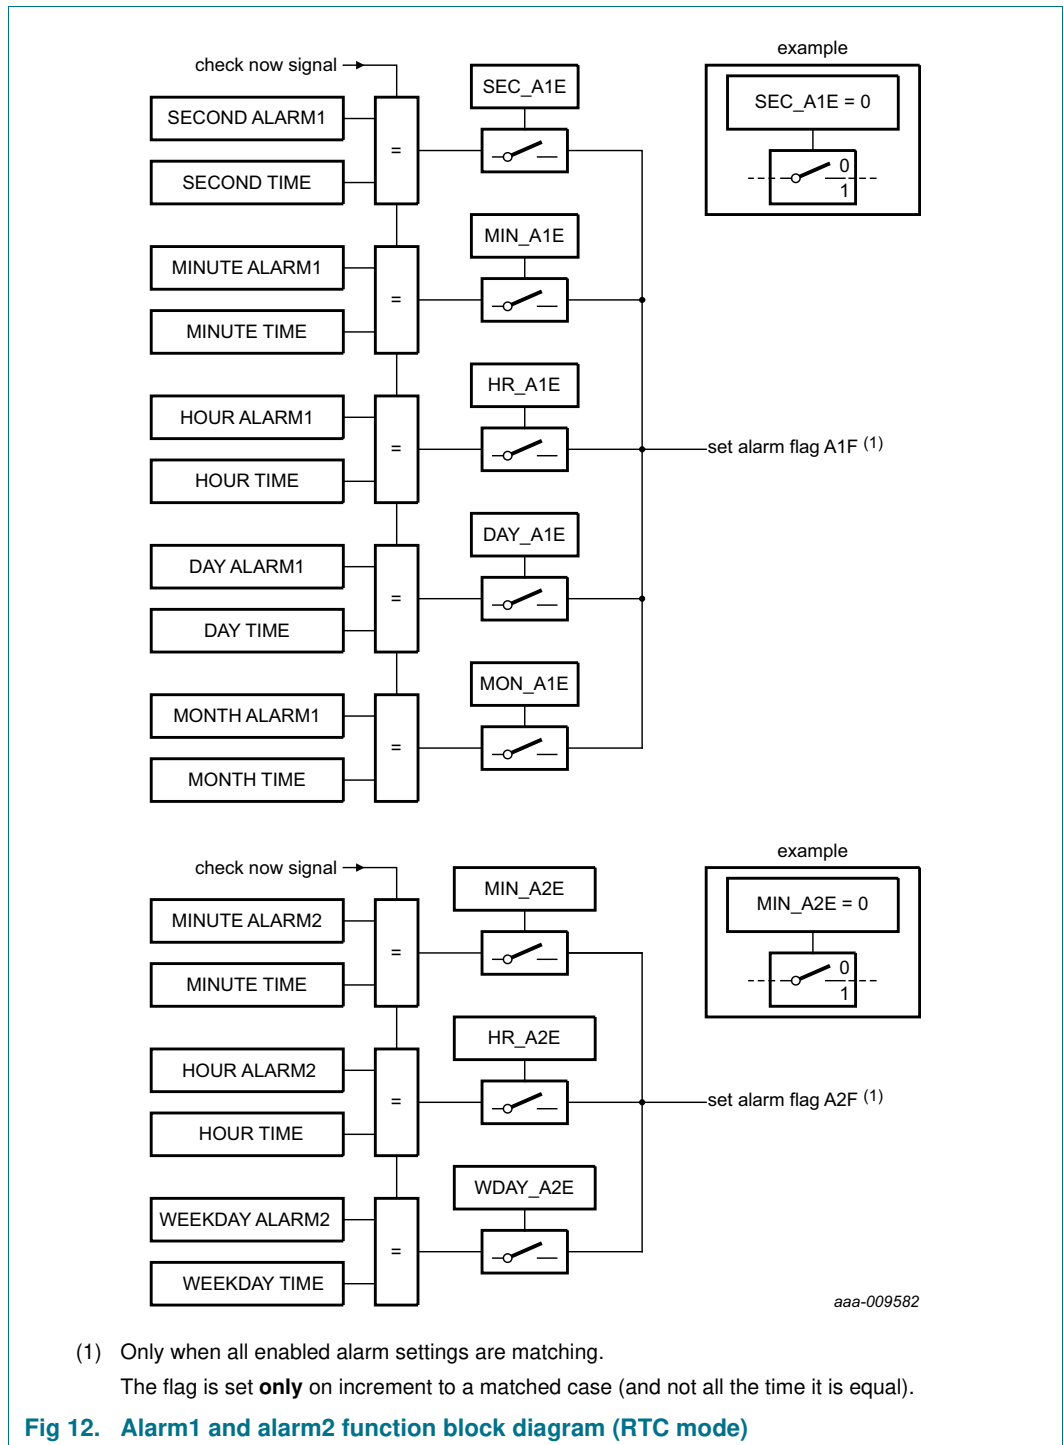 example
check now signal
SEC_A1E
SEC_A1E = 0
SECOND ALARM1
=
0
1
SECOND TIME
MIN_A1E
MINUTE ALARM1
=
MINUTE TIME
HR_A1E
HOUR ALARM1
=
set alarm flag A1F (1)
HOUR TIME
DAY_A1E
DAY ALARM1
=
DAY TIME
MON_A1E
MONTH ALARM1
=
MONTH TIME
example
check now signal
MIN_A2E
MIN_A2E = 0
MINUTE ALARM2
=
0
1
MINUTE TIME
HR_A2E
HOUR ALARM2
=
set alarm flag A2F (1)
HOUR TIME
WDAY_A2E
WEEKDAY ALARM2
=
WEEKDAY TIME
aaa-009582
(1) Only when all enabled alarm settings are matching.
The flag is set only on increment to a matched case (and not all the time it is equal).
Fig 12. Alarm1 and alarm2 function block diagram (RTC mode)